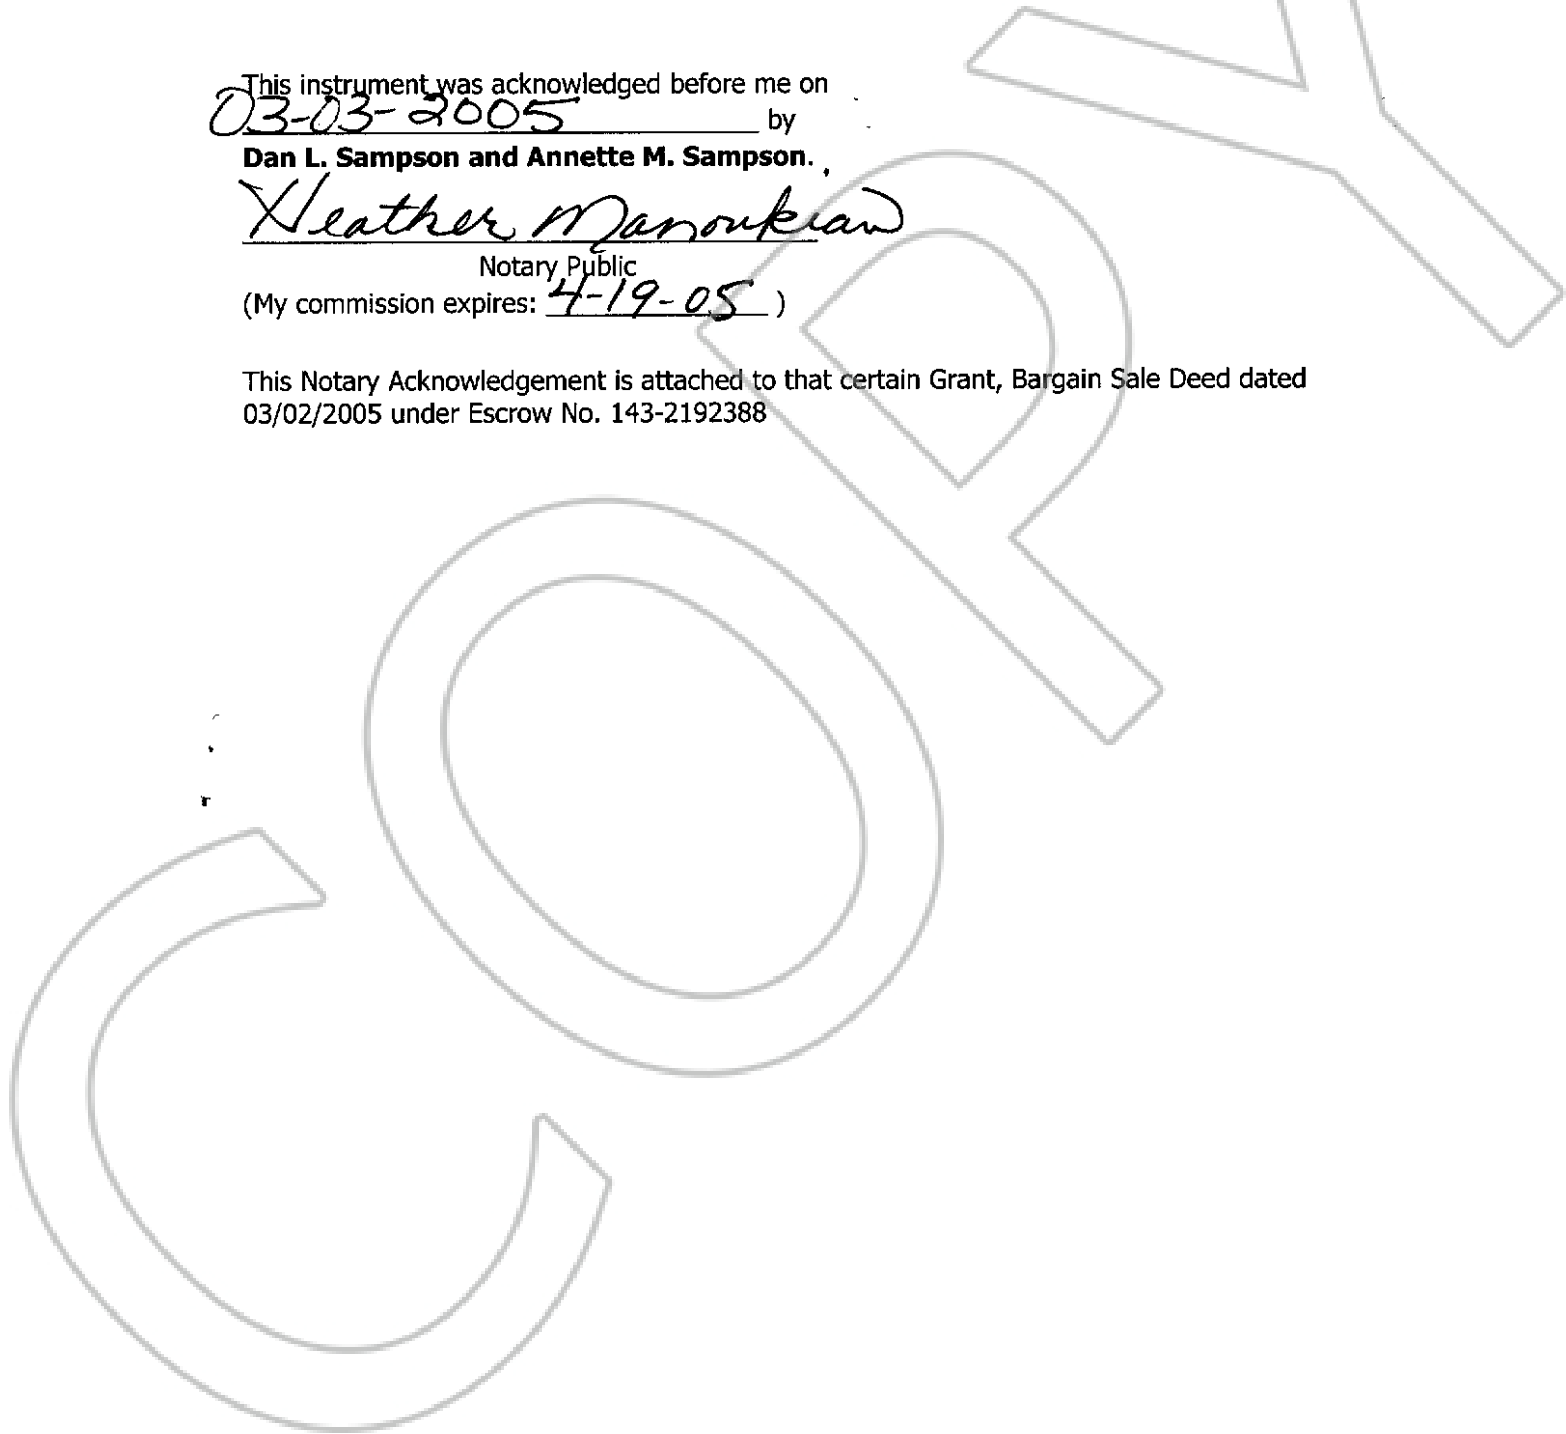 This instrument was acknowledged before me on
03-03-2005 by
Dan L. Sampson and Annette M. Sampson.
Heather Manoukian
Notary Public
(My commission expires: 4-19-05 )
This Notary Acknowledgement is attached to that certain Grant, Bargain Sale Deed dated
03/02/2005 under Escrow No. 143-2192388
COPY